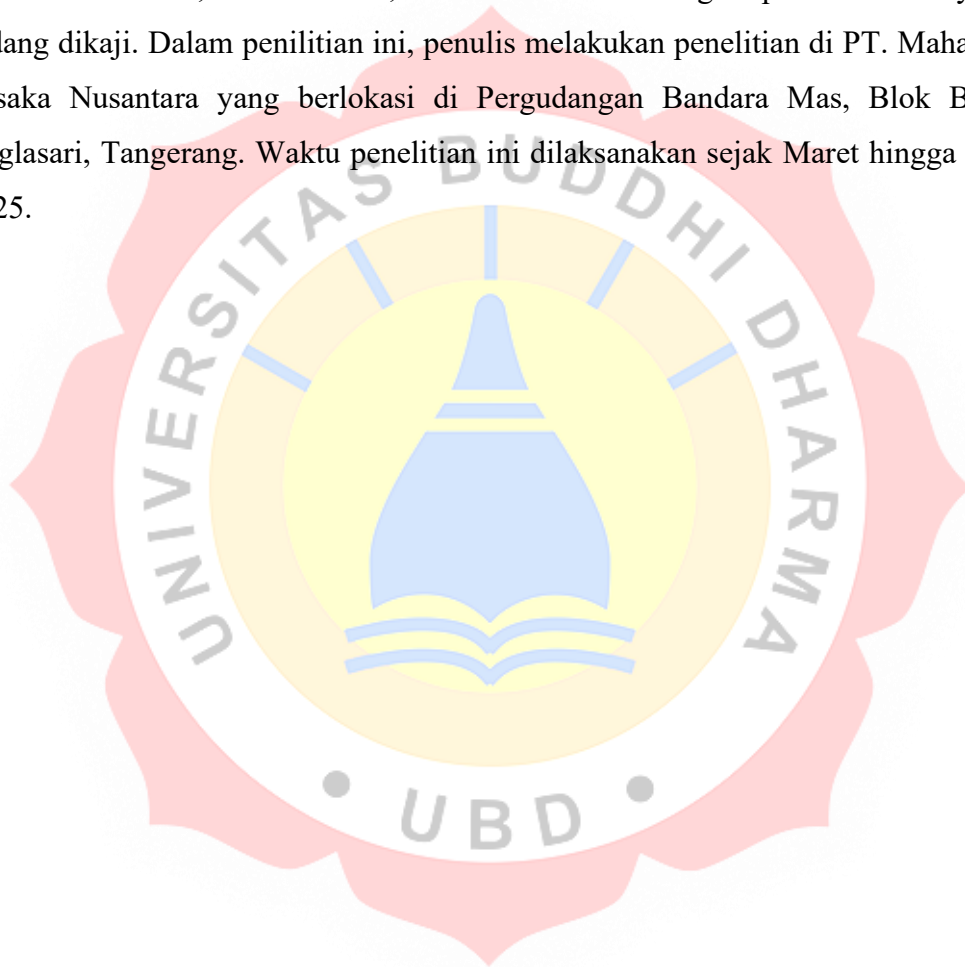 dang dikaji. Dalam penilitian ini, penulis melakukan penelitian di PT. Maha
saka Nusantara yang berlokasi di Pergudangan Bandara Mas, Blok B
glasari, Tangerang. Waktu penelitian ini dilaksanakan sejak Maret hingga
25.
UNIVERSITAS BUDDHI DHARMA
• UBD •